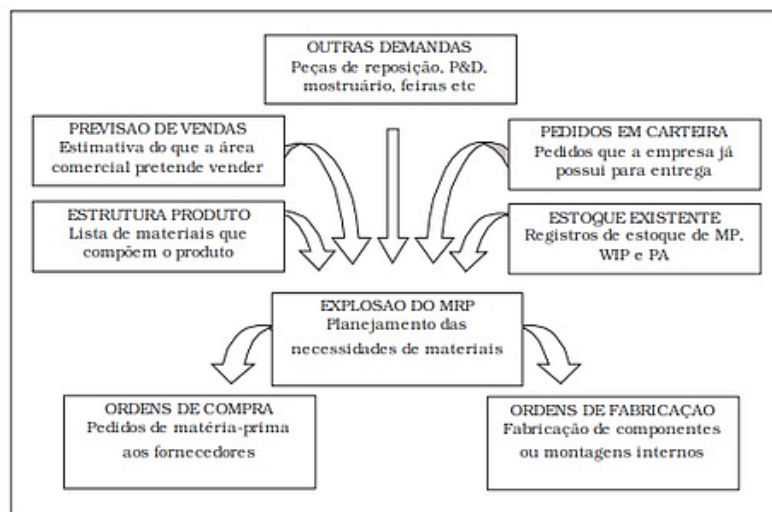 OUTRAS DEMANDAS
Peças de reposição, P&D,
mostruário, feiras etc
PREVISAO DE VENDAS
Estimativa do que a área
comercial pretende vender
PEDIDOS EM CARTEIRA
Pedidos que a empresa já
possui para entrega
ESTRUTURA PRODUTO
Lista de materiais que
compõem o produto
ESTOQUE EXISTENTE
Registros de estoque de MP,
WIP e PA
EXPLOSAO DO MRP
Planejamento das
necessidades de materiais
ORDENS DE COMPRA
Pedidos de matéria-prima
aos fornecedores
ORDENS DE FABRICAÇAO
Fabricação de componentes
ou montagens internos